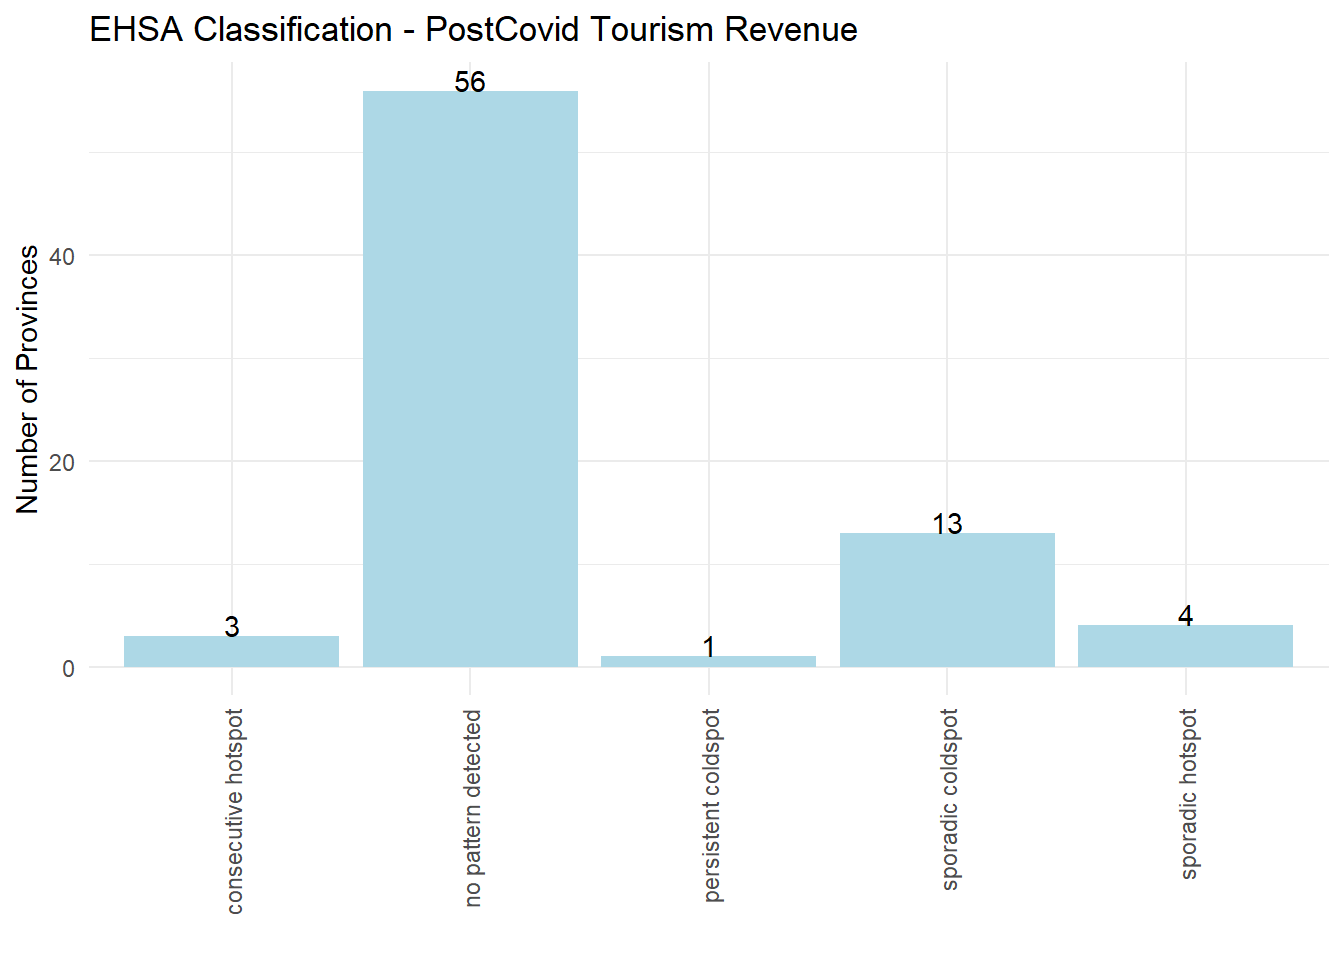 EHSA Classification - PostCovid Tourism Revenue
Number of Provinces
40
20
0
3
56
1
13
4
consecutive hotspot
no pattern detected
persistent coldspot
sporadic coldspot
sporadic hotspot